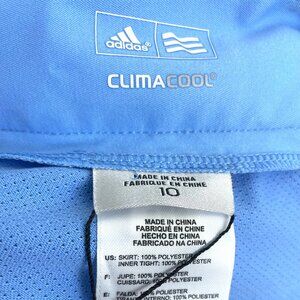 adidas
CLIMACOOL®
MADE IN CHINA
FABRIQUÉ EN CHINE
10
MADE IN CHINA
FABRIQUÉ EN CHINE
HECHO EN CHINA
FABRICADO NA CHINA
US: SKIRT: 100% POLYESTER
INNER TIGHT: 100% POLYESTER
F: JUPE: 100% POLYESTER
CUISSARD: 100% POLYESTER
E: FALDA: 100% POLIESTER